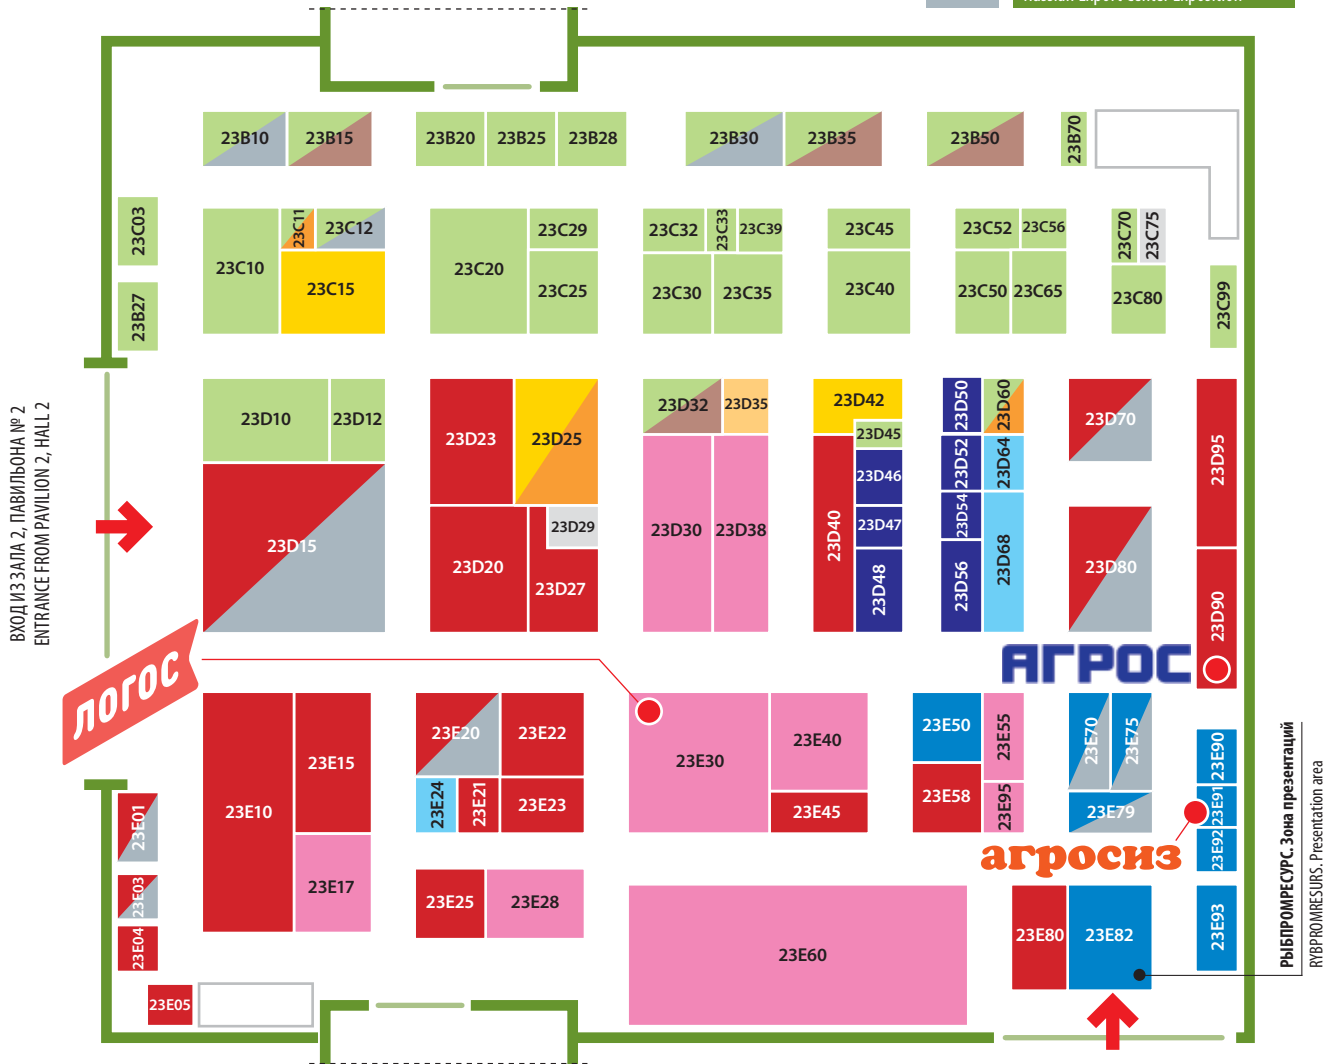 Russian Export Center Exposition
23B10
23B15
23B20
23B25
23B28
23B30
23B35
23B50
23B70
23C03
23B27
23C10
23C11
23C12
23C15
23C20
23C29
23C25
23C32
23C33
23C39
23C30
23C35
23C45
23C40
23C52
23C56
23C50
23C65
23C70
23C75
23C80
23C99
ВХОД ИЗ ЗАЛА 2, ПАВИЛЬОНА № 2
ENTRANCE FROM PAVILION 2, HALL 2
23D10
23D12
23D15
23D23
23D25
23D29
23D20
23D27
23D32
23D35
23D30
23D38
23D42
23D45
23D40
23D46
23D47
23D48
23D50
23D60
23D52
23D64
23D54
23D56
23D68
23D70
23D80
23D95
23D90
ЛОГОС
АГРОС
23E10
23E15
23E17
23E20
23E22
23E24
23E21
23E23
23E25
23E28
23E30
23E40
23E45
23E50
23E55
23E58
23E95
23E70
23E75
23E79
23E90
23E91
23E92
23E93
агросиз
23E01
23E03
23E04
23E05
23E60
23E80
23E82
РЫБПРОМРЕСУРС. Зона презентаций
RYBPROMRESURS. Presentation area